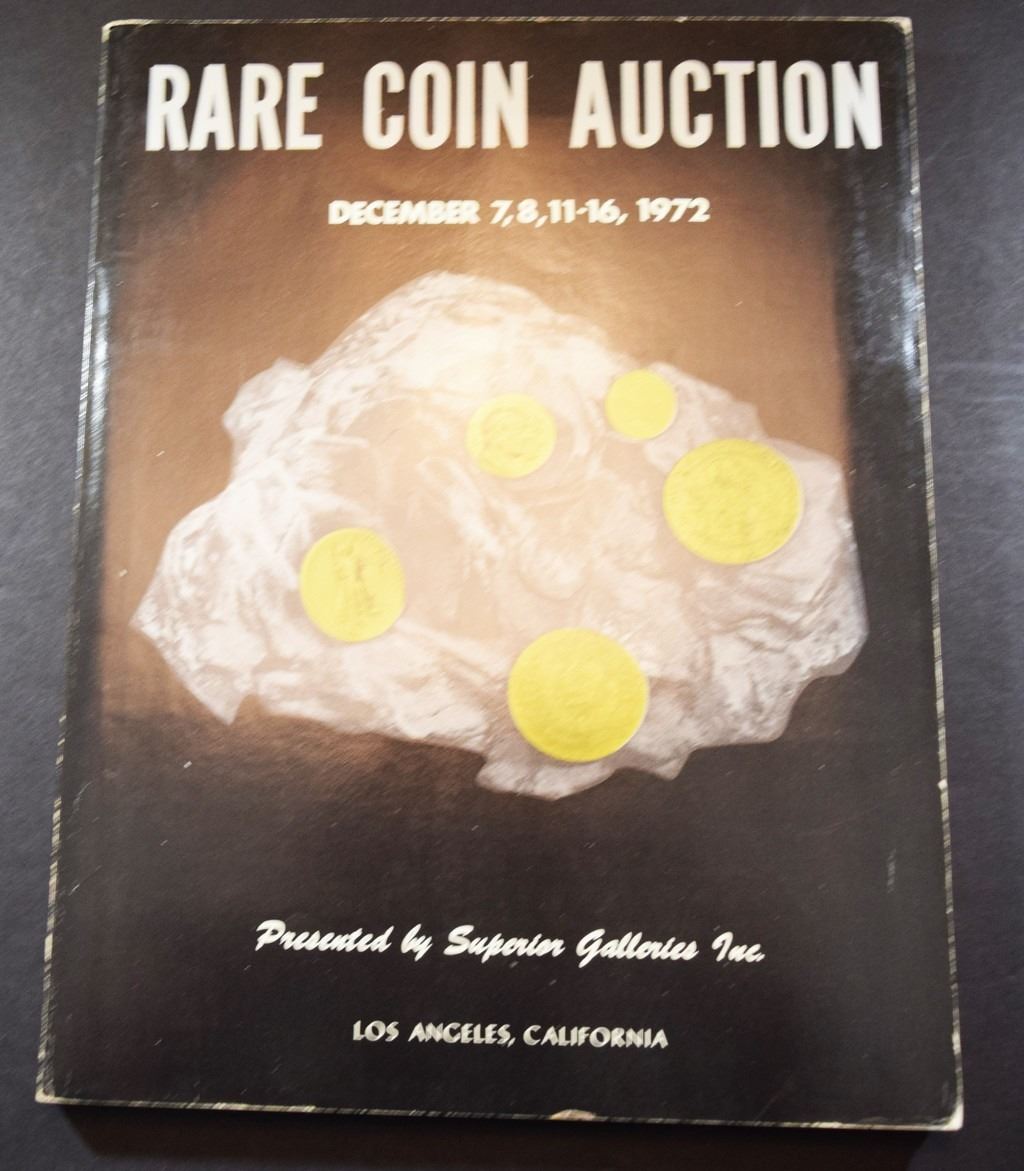 RARE COIN AUCTION
DECEMBER 7,8,11-16, 1972
Presented by Superior Galleries Inc.
LOS ANGELES, CALIFORNIA